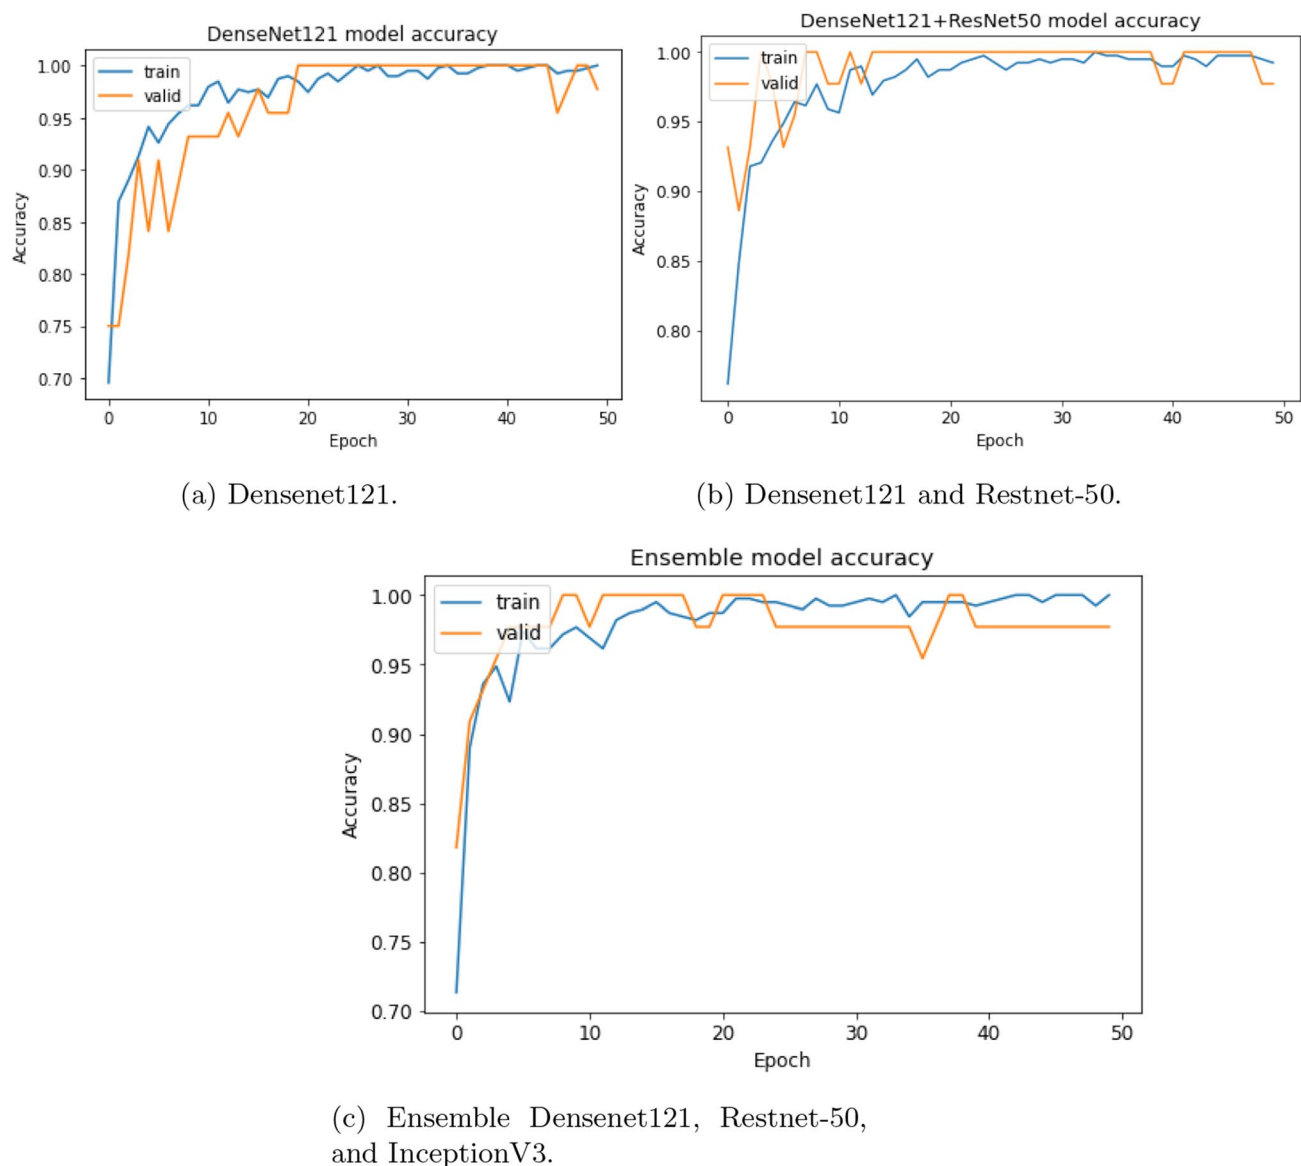 DenseNet121 model accuracy
train
valid
1.00
0.95
0.90
0.85
0.80
0.75
0.70
Accuracy
0 10 20 30 40 50
Epoch
(a) Densenet121.
DenseNet121+ResNet50 model accuracy
train
valid
1.00
0.95
0.90
0.85
0.80
Accuracy
0 10 20 30 40 50
Epoch
(b) Densenet121 and Restnet-50.
Ensemble model accuracy
train
valid
1.00
0.95
0.90
0.85
0.80
0.75
0.70
Accuracy
0 10 20 30 40 50
Epoch
(c) Ensemble Densenet121, Restnet-50,
and InceptionV3.